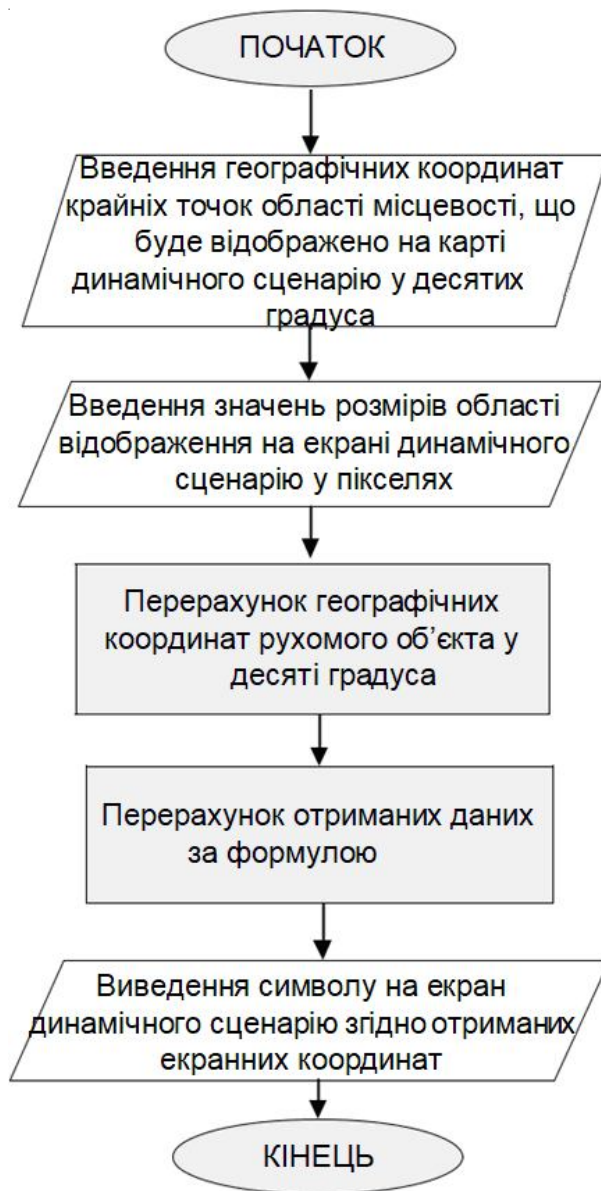 ПОЧАТОК
Введення географічних координат
крайніх точок області місцевості, що
буде відображено на карті
динамічного сценарію у десятих
градуса
Введення значень розмірів області
відображення на екрані динамічного
сценарію у пікселях
Перерахунок географічних
координат рухомого об’єкта у
десяті градуса
Перерахунок отриманих даних
за формулою
Виведення символу на екран
динамічного сценарію згідно отриманих
екранних координат
КІНЕЦЬ